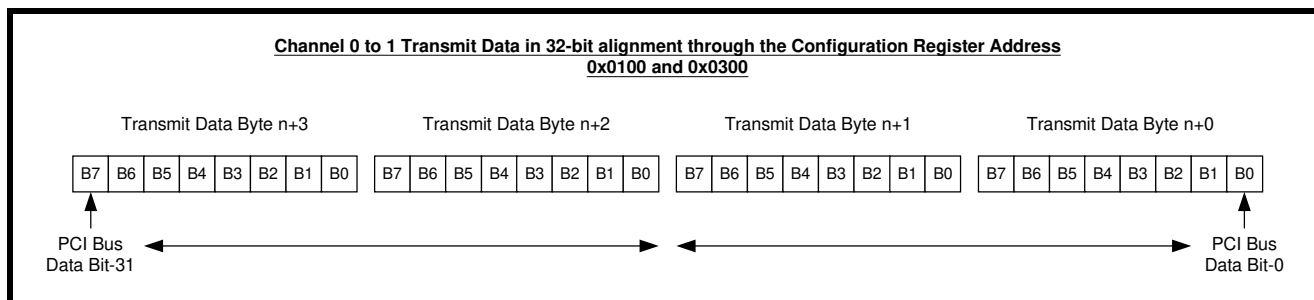 Channel 0 to 1 Transmit Data in 32-bit alignment through the Configuration Register Address
0x0100 and 0x0300
Transmit Data Byte n+3 Transmit Data Byte n+2 Transmit Data Byte n+1 Transmit Data Byte n+0
B7 B6 B5 B4 B3 B2 B1 B0 B7 B6 B5 B4 B3 B2 B1 B0 B7 B6 B5 B4 B3 B2 B1 B0 B7 B6 B5 B4 B3 B2 B1 B0
PCI Bus PCI Bus
Data Bit-31 Data Bit-0